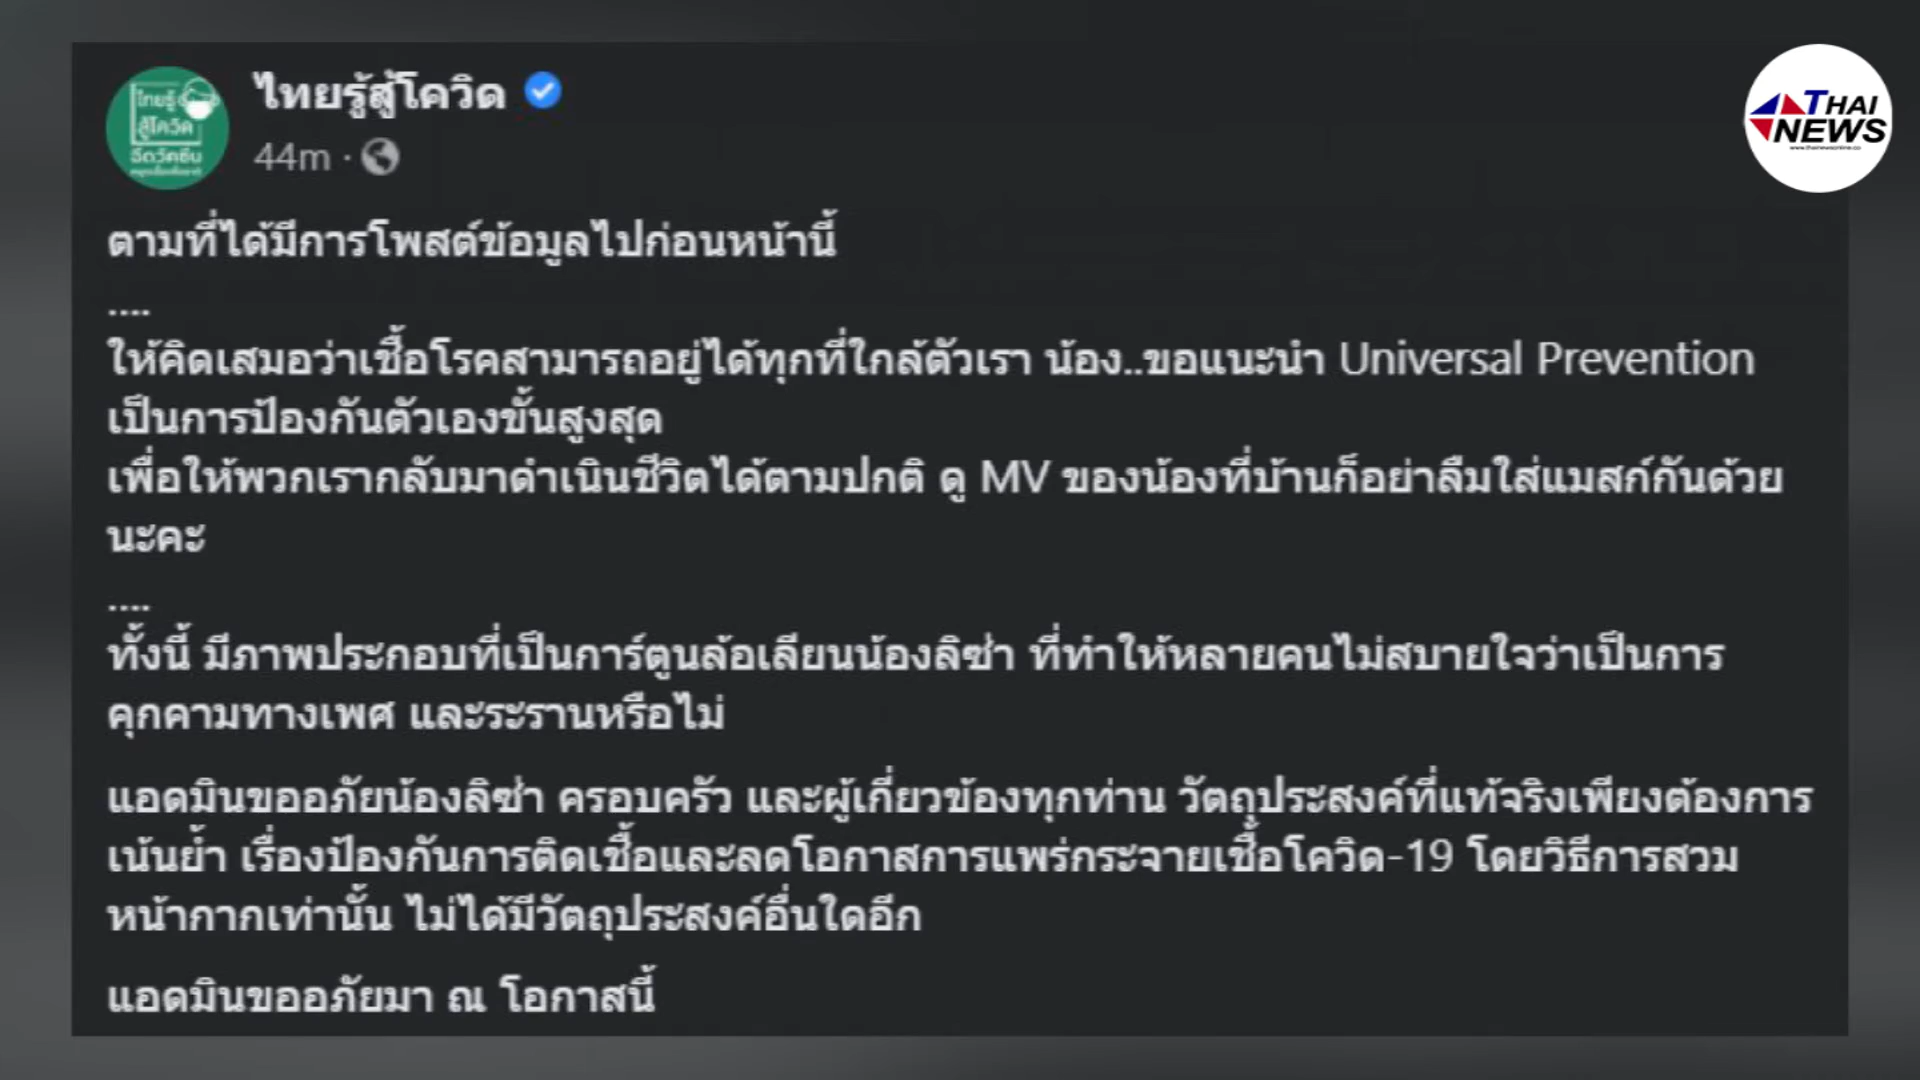 ไทยรู้สู้โควิด
44m
THAI
NEWS
www.thainewsonline.co
ไทยรู้
สู้โควิด
ฉีดวัคซีน
ตามที่ได้มีการโพสต์ข้อมูลไปก่อนหน้านี้
....
ให้คิดเสมอว่าเชื้อโรคสามารถอยู่ได้ทุกที่ใกล้ตัวเรา น้อง..ขอแนะนำ Universal Prevention
เป็นการป้องกันตัวเองขั้นสูงสุด
เพื่อให้พวกเรากลับมาดำเนินชีวิตได้ตามปกติ ดู MV ของน้องที่บ้านก็อย่าลืมใส่แมสก์กันด้วย
นะคะ
....
ทั้งนี้ มีภาพประกอบที่เป็นการ์ตูนล้อเลียนน้องลิซ่า ที่ทำให้หลายคนไม่สบายใจว่าเป็นการ
คุกคามทางเพศ และระรานหรือไม่
แอดมินขออภัยน้องลิซ่า ครอบครัว และผู้เกี่ยวข้องทุกท่าน วัตถุประสงค์ที่แท้จริงเพียงต้องการ
เน้นย้ำ เรื่องป้องกันการติดเชื้อและลดโอกาสการแพร่กระจายเชื้อโควิด-19 โดยวิธีการสวม
หน้ากากเท่านั้น ไม่ได้มีวัตถุประสงค์อื่นใดอีก
แอดมินขออภัยมา ณ โอกาสนี้